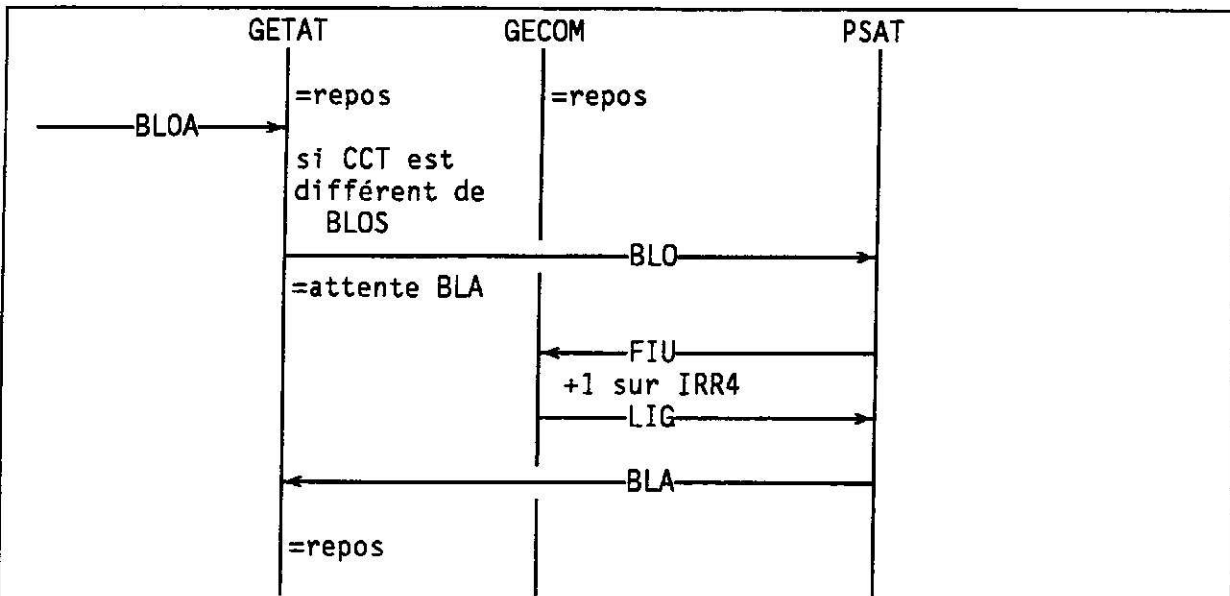 GETAT GECOM PSAT
=repos =repos
BLOA
si CCT est
différent de
BLOS
BLO
=attente BLA
FIU
+1 sur IRR4
LIG
BLA
=repos